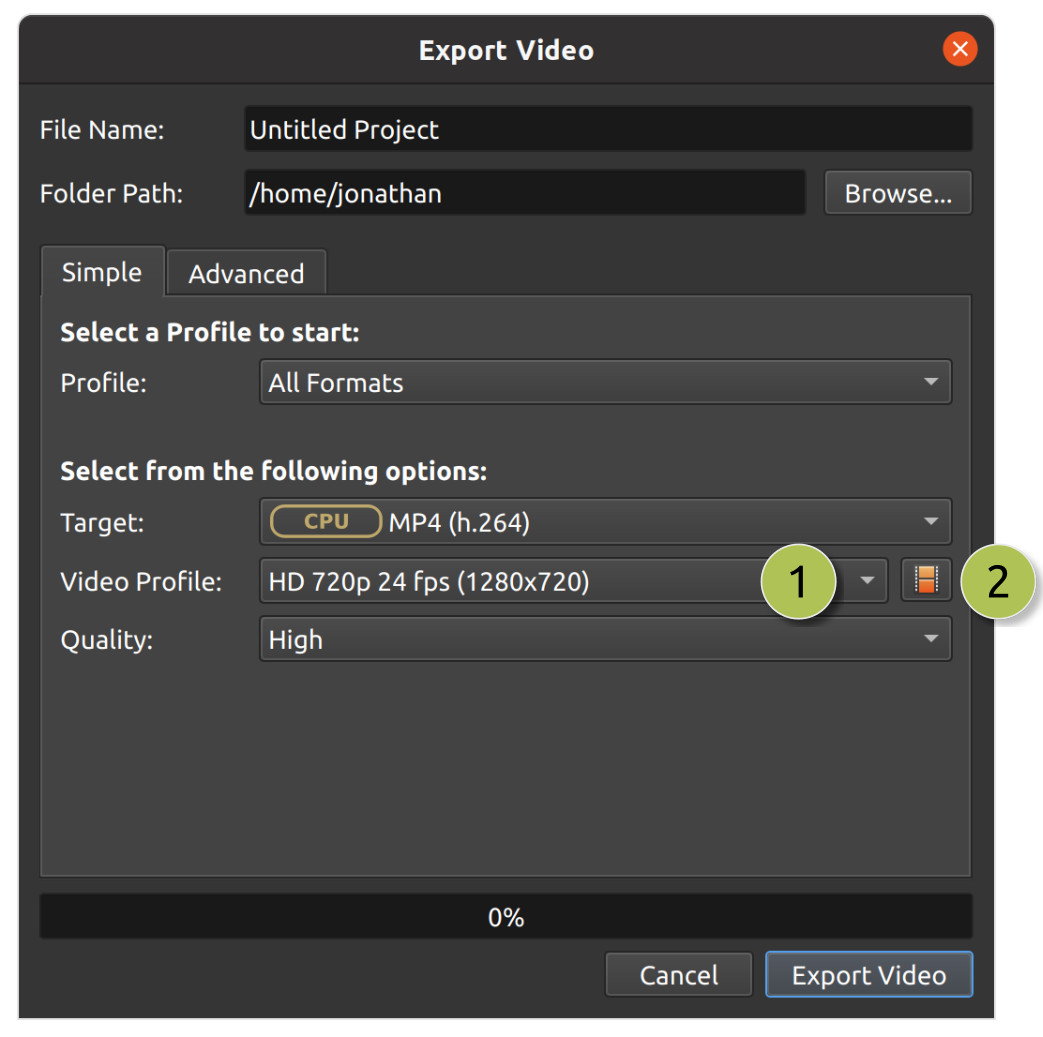 Export Video
File Name: Untitled Project
Folder Path: /home/jonathan Browse...
Simple Advanced
Select a Profile to start:
Profile: All Formats
Select from the following options:
Target: CPU MP4 (h.264)
Video Profile: HD 720p 24 fps (1280x720) 1 2
Quality: High
0%
Cancel Export Video